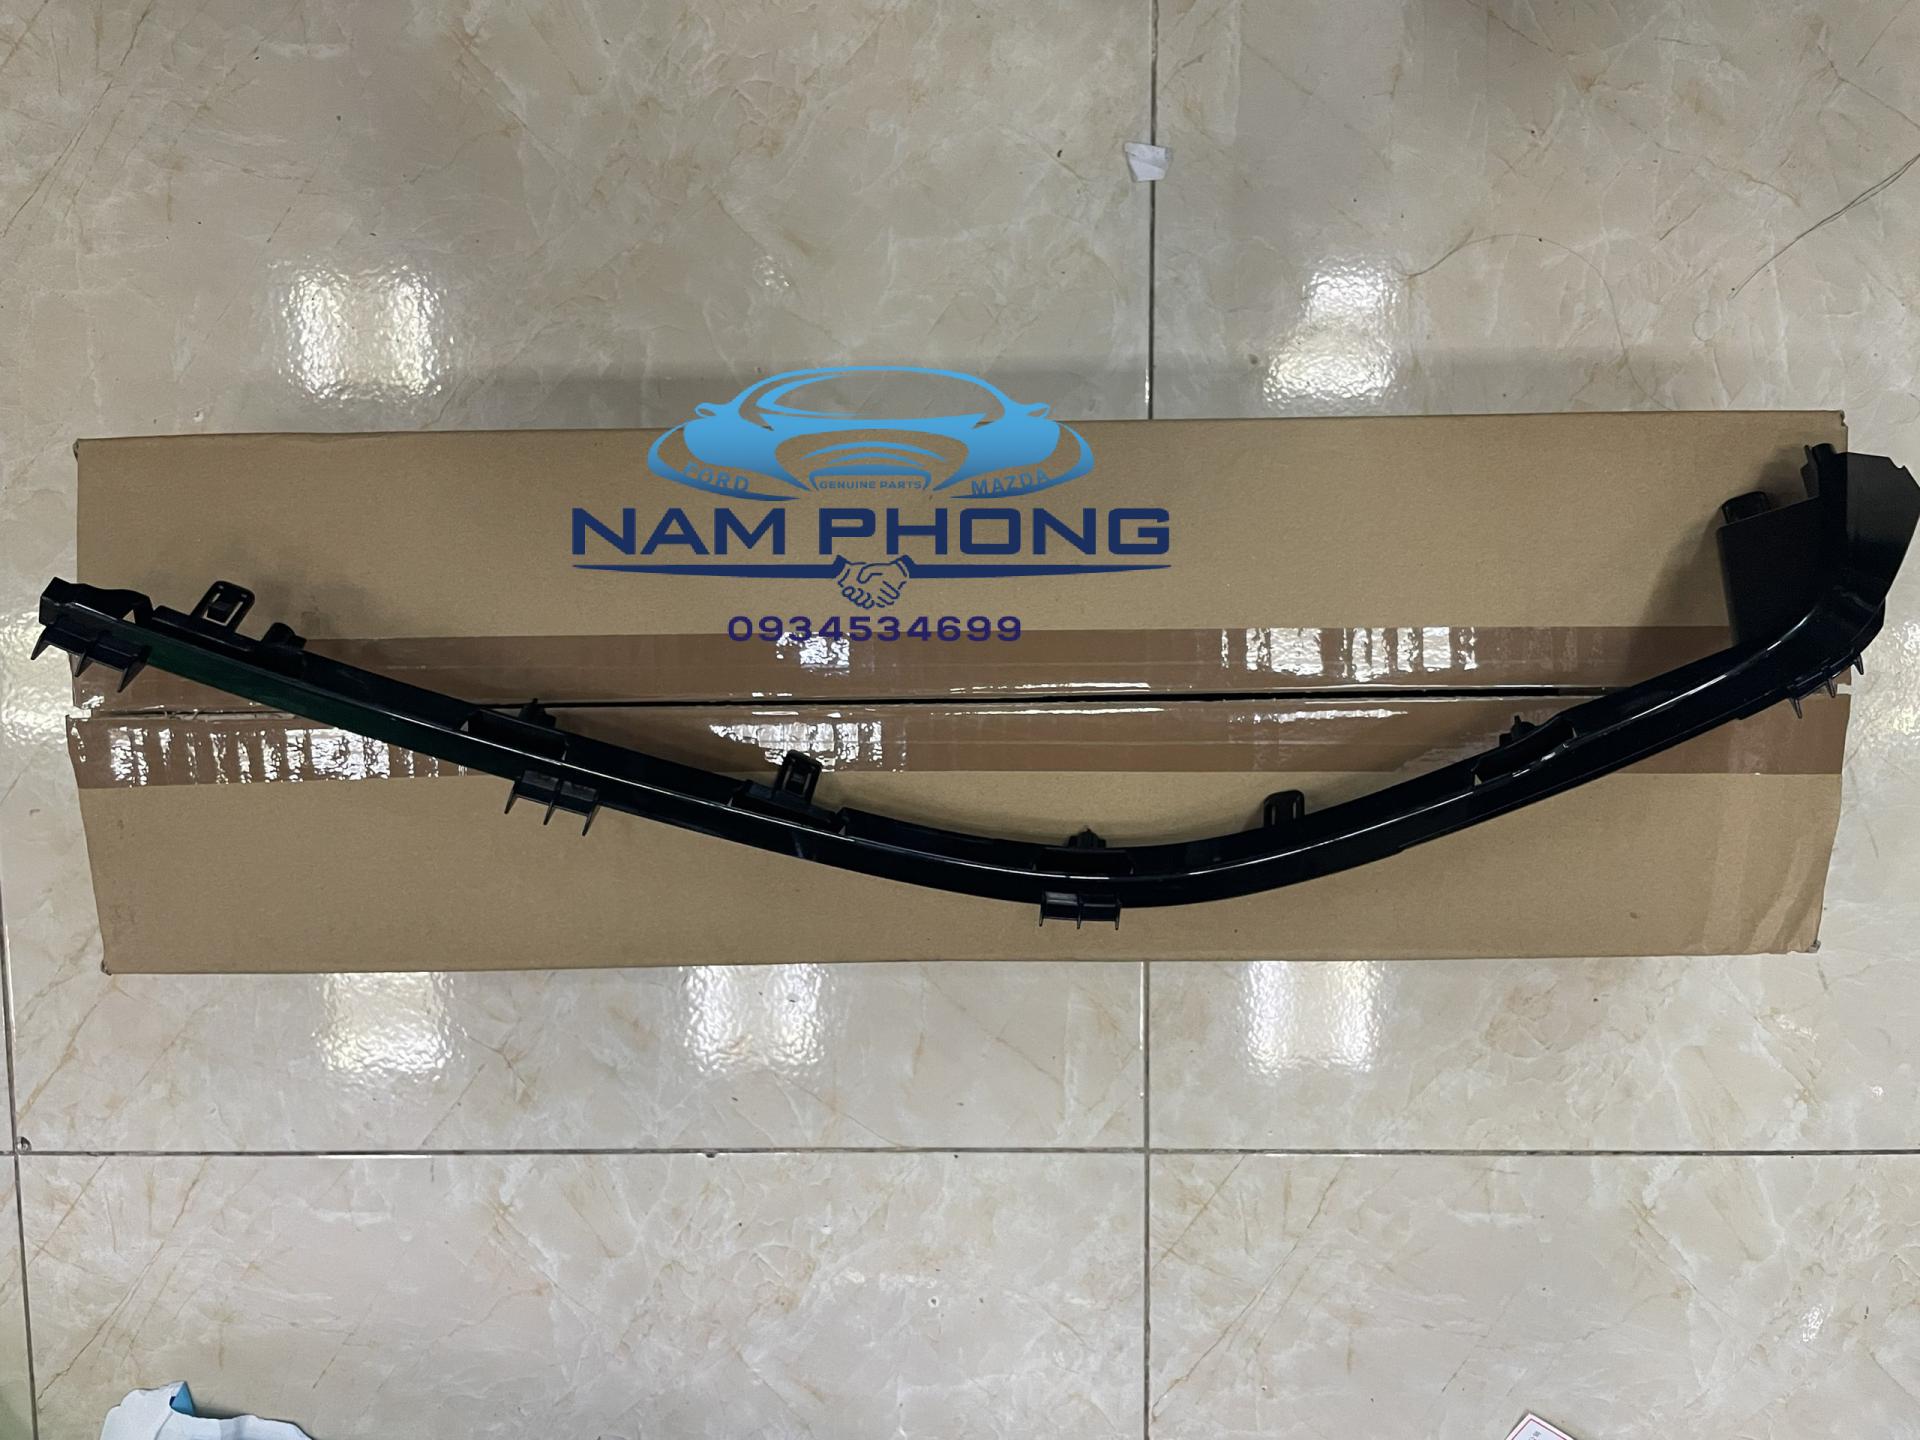 FORD
GENUINE PARTS
MAZDA
NAM PHONG
0934534699